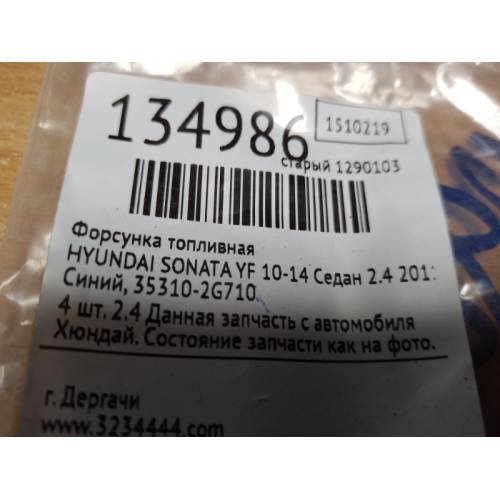 134986
1510219
старый 1290103
Форсунка топливная
HYUNDAI SONATA YF 10-14 Седан 2.4 2011
Синий, 35310-2G710
4 шт. 2.4 Данная запчасть с автомобиля
Хюндай. Состояние запчасти как на фото.
г. Дергачи
www.3234444.com